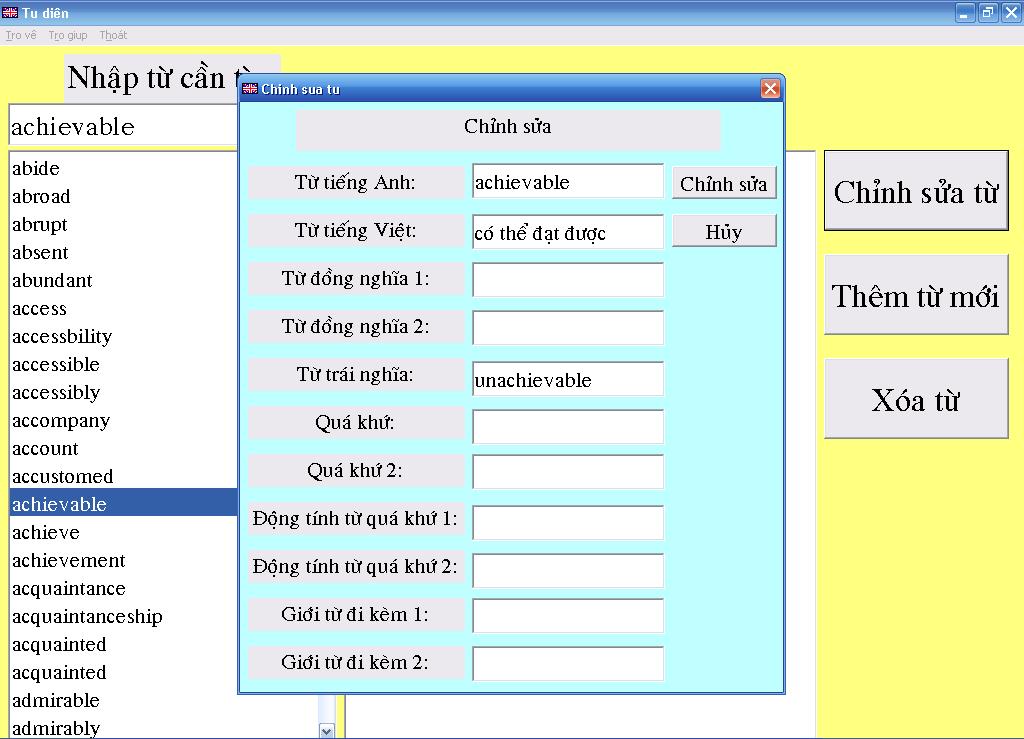 Tu diên
Tro vê Tro giup Thoát
Nhập từ cần
achievable
abide
abroad
abrupt
absent
abundant
access
accessbility
accessible
accessibly
accompany
account
accustomed
achievable
achieve
achievement
acquaintance
acquaintanceship
acquainted
acquainted
admirable
admirably
Chinh sua tu
Chỉnh sửa
Từ tiếng Anh: achievable Chỉnh sửa
Từ tiếng Việt: có thể đạt được Hủy
Từ đồng nghĩa 1:
Từ đồng nghĩa 2:
Từ trái nghĩa: unachievable
Quá khứ:
Quá khứ 2:
Động tính từ quá khứ 1:
Động tính từ quá khứ 2:
Giới từ đi kèm 1:
Giới từ đi kèm 2:
Chỉnh sửa từ
Thêm từ mới
Xóa từ